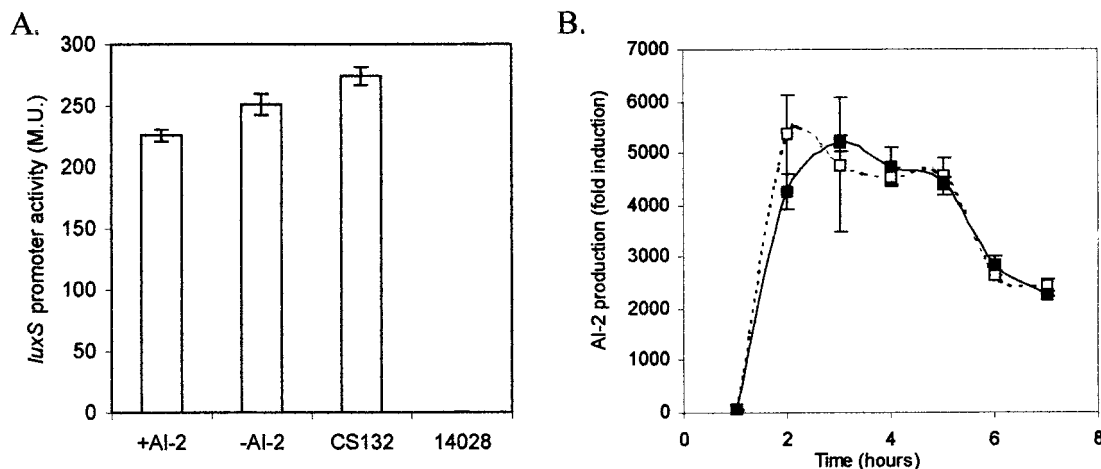 A.
300
250
200
150
100
50
0
luxS promoter activity (M.U.)
+AI-2
-AI-2
CS132
14028
B.
7000
6000
5000
4000
3000
2000
1000
0
AI-2 production (fold induction)
0
2
4
6
8
Time (hours)